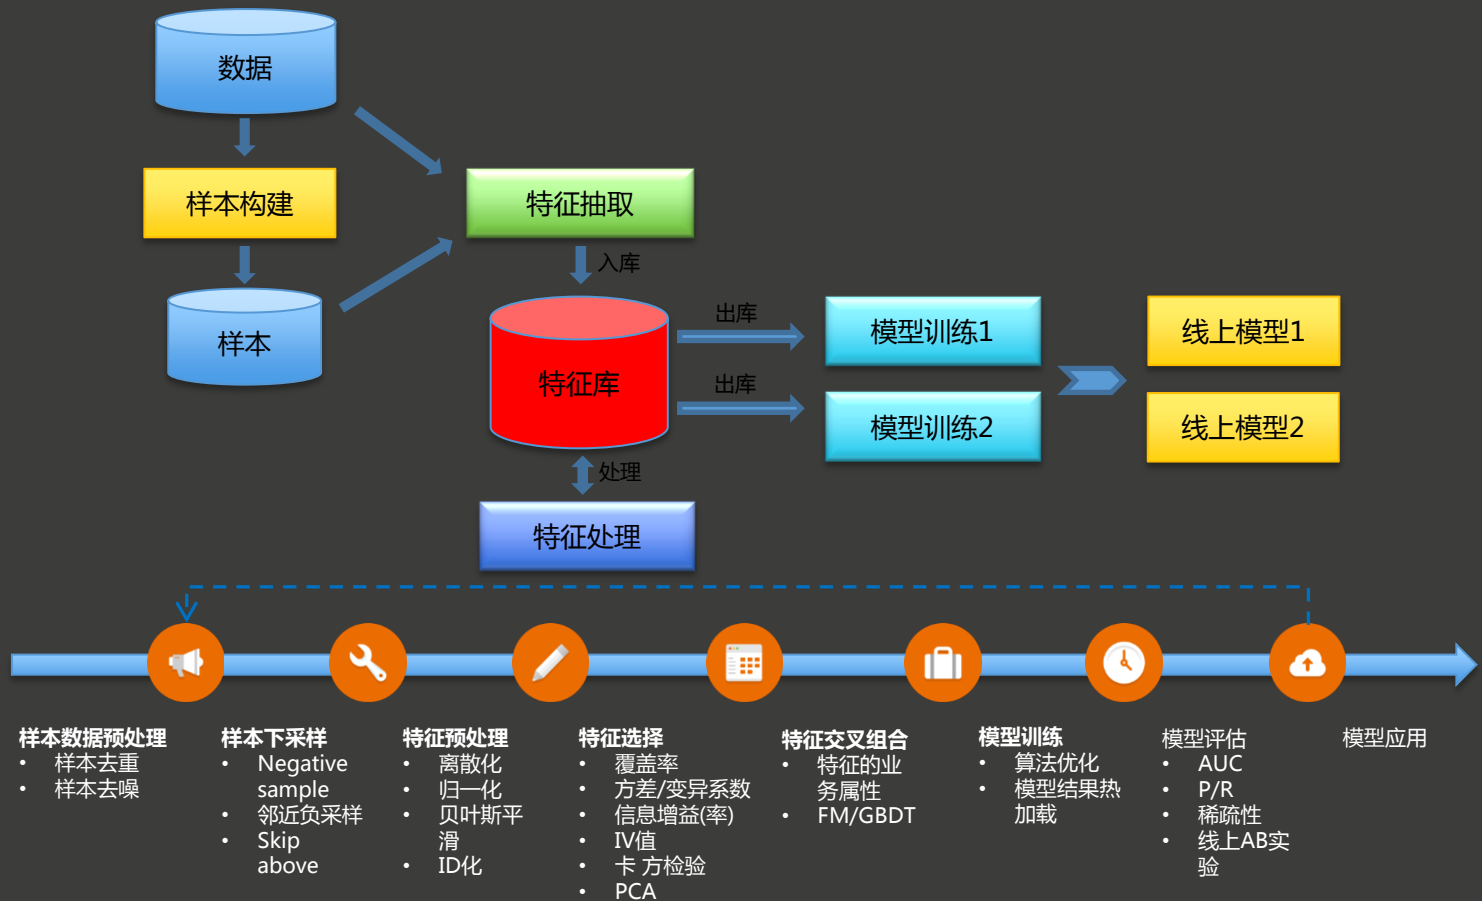 数据
样本构建
特征抽取
入库
样本
出库
模型训练1
线上模型1
特征库
出库
模型训练2
线上模型2
处理
特征处理
样本数据预处理
• 样本去重
• 样本去噪
样本下采样
• Negative
sample
• 邻近负采样
• Skip
above
特征预处理
• 离散化
• 归一化
• 贝叶斯平
滑
• ID化
特征选择
• 覆盖率
• 方差/变异系数
• 信息增益(率)
• IV值
• 卡 方检验
• PCA
特征交叉组合
• 特征的业
务属性
• FM/GBDT
模型训练
• 算法优化
• 模型结果热
加载
模型评估
• AUC
• P/R
• 稀疏性
• 线上AB实
验
模型应用